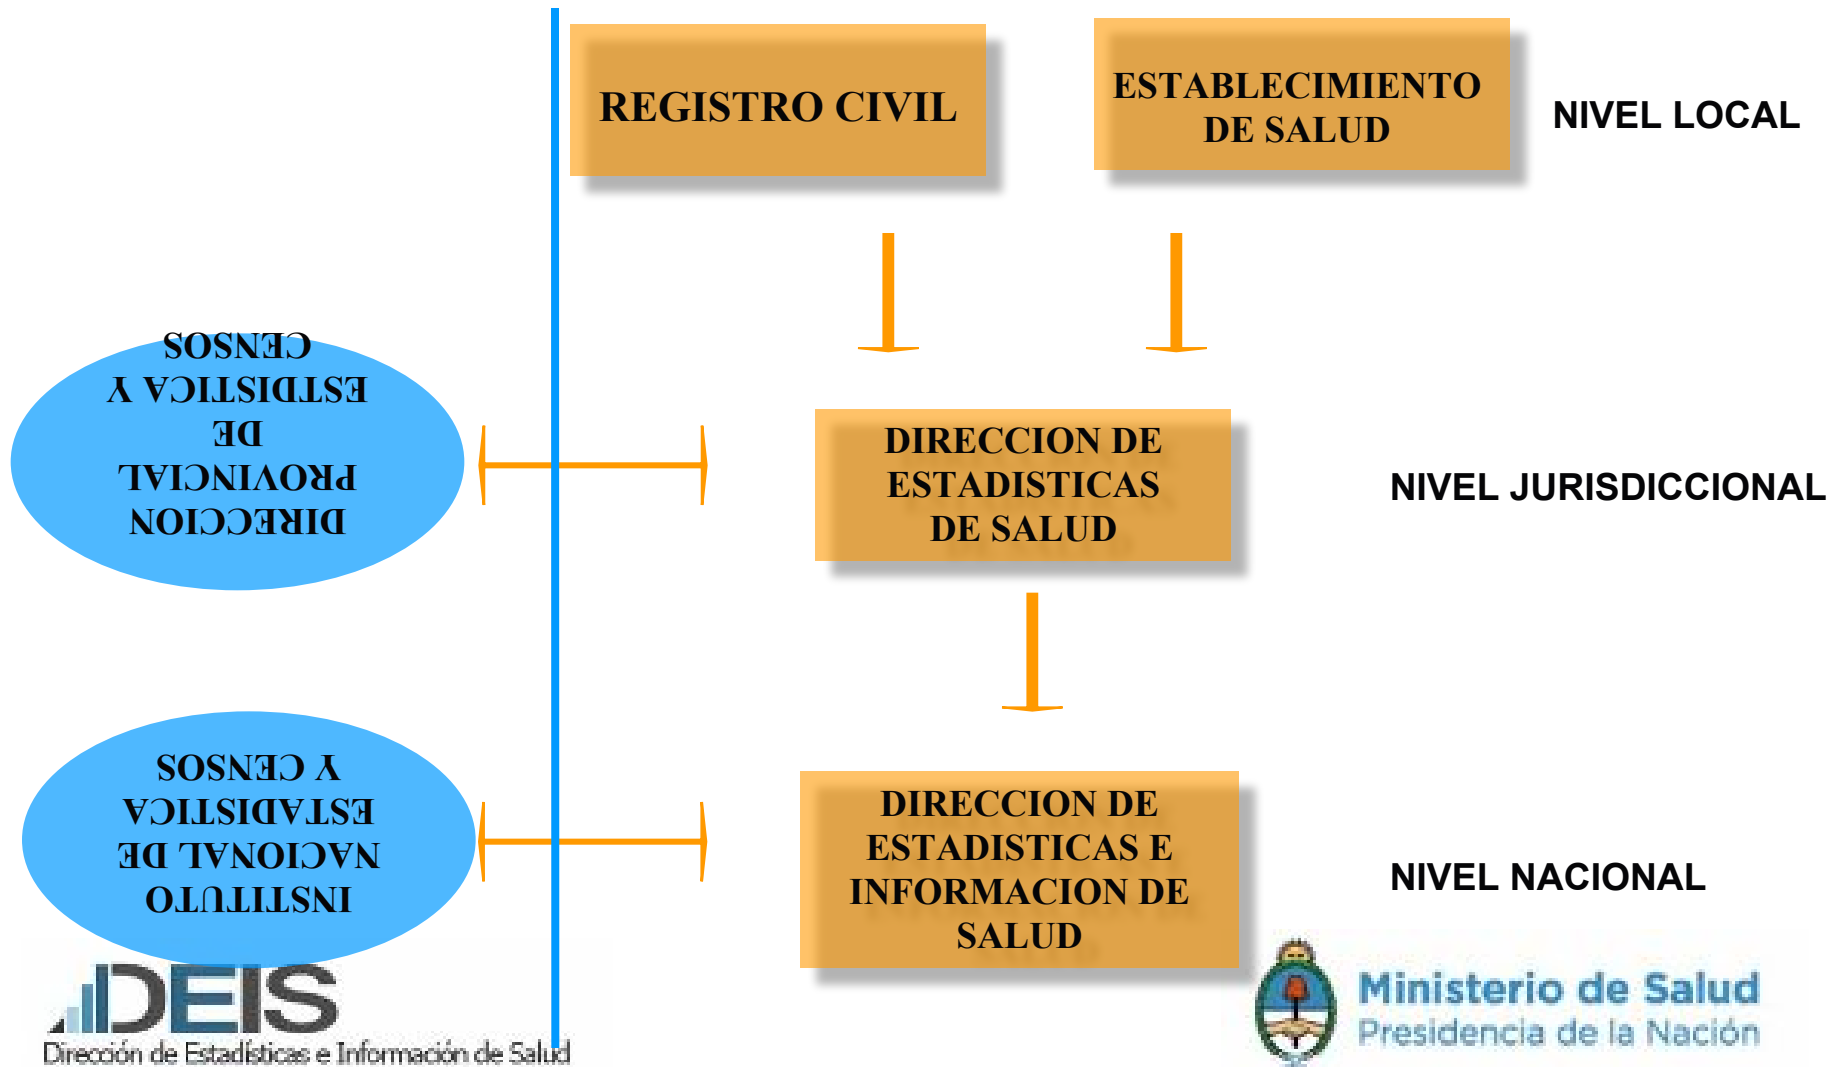 REGISTRO CIVIL
ESTABLECIMIENTO
DE SALUD
NIVEL LOCAL
DIRECCION
PROVINCIAL
DE
ESTDISTICA Y
CENSOS
DIRECCION DE
ESTADISTICAS
DE SALUD
NIVEL JURISDICCIONAL
INSTITUTO
NACIONAL DE
ESTADISTICA
Y CENSOS
DIRECCION DE
ESTADISTICAS E
INFORMACION DE
SALUD
NIVEL NACIONAL
DEIS
Dirección de Estadísticas e Información de Salud
Ministerio de Salud
Presidencia de la Nación